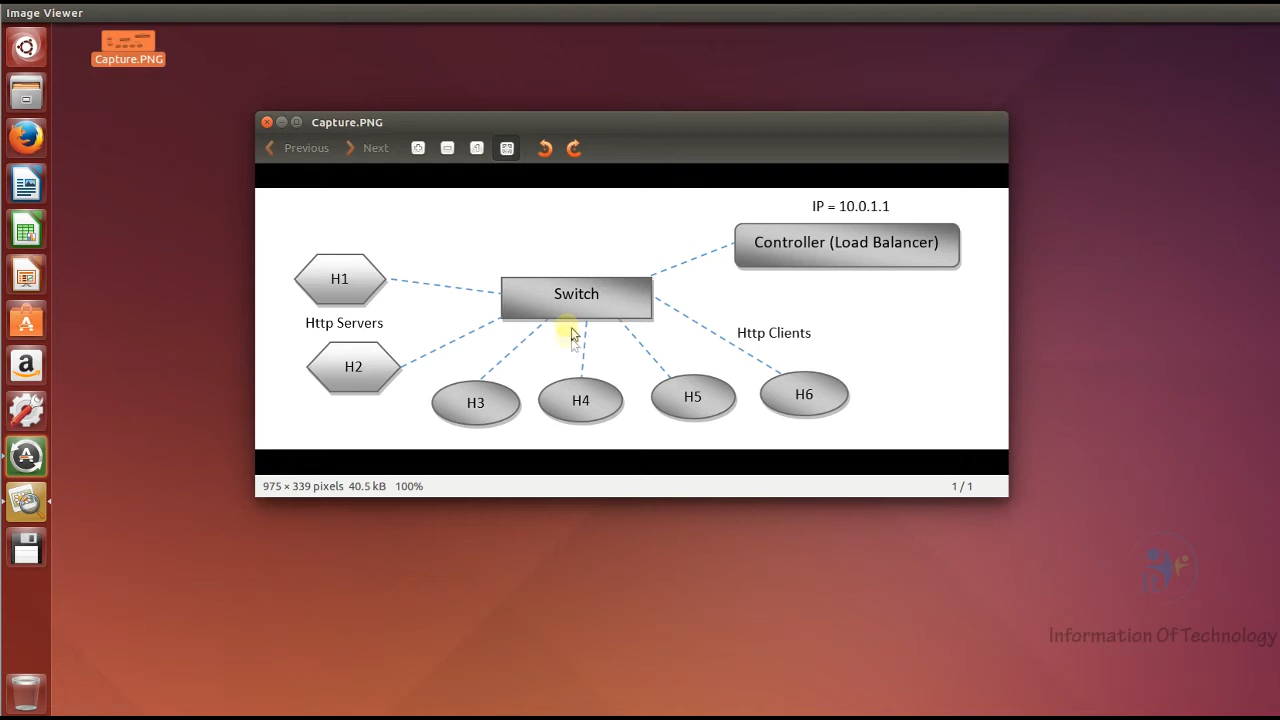 Image Viewer
Capture.PNG
Capture.PNG
Previous Next
IP = 10.0.1.1
Controller (Load Balancer)
H1
Switch
Http Servers
Http Clients
H2
H3
H4
H5
H6
975 × 339 pixels 40.5 kB 100%
1 / 1
IT
Information Of Technology